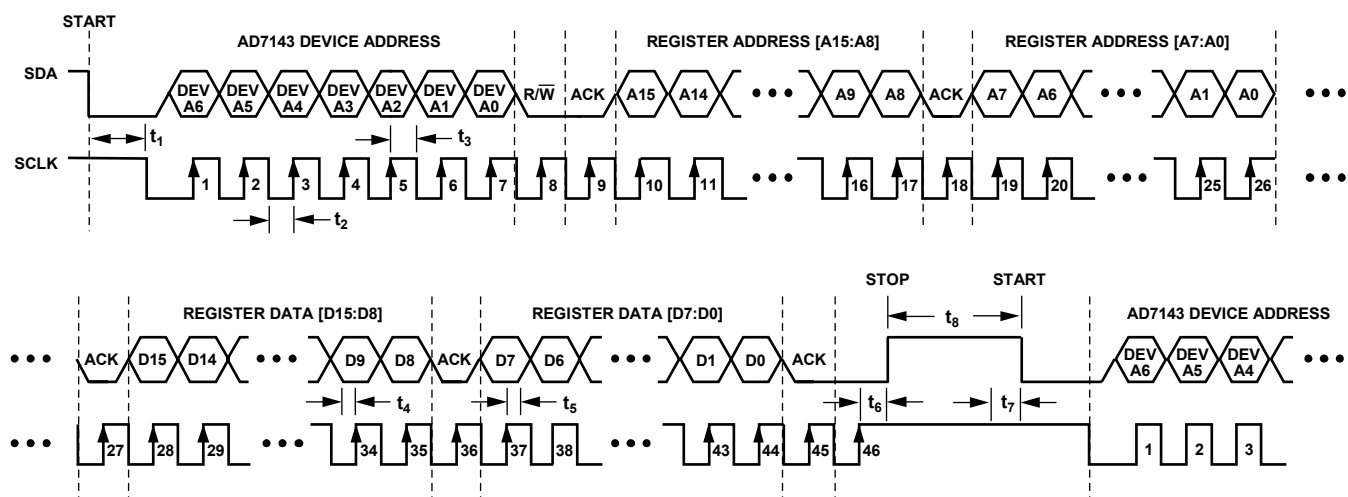 START
AD7143 DEVICE ADDRESS
REGISTER ADDRESS [A15:A8]
REGISTER ADDRESS [A7:A0]
SDA
DEV A6 DEV A5 DEV A4 DEV A3 DEV A2 DEV A1 DEV A0 R/W̅ ACK A15 A14 A9 A8 ACK A7 A6 A1 A0
t1 t3
SCLK
1 2 3 4 5 6 7 8 9 10 11 16 17 18 19 20 25 26
t2
STOP START
REGISTER DATA [D15:D8]
REGISTER DATA [D7:D0]
t8
AD7143 DEVICE ADDRESS
ACK D15 D14 D9 D8 ACK D7 D6 D1 D0 ACK DEV A6 DEV A5 DEV A4
t4 t5 t6 t7
27 28 29 34 35 36 37 38 43 44 45 46 1 2 3